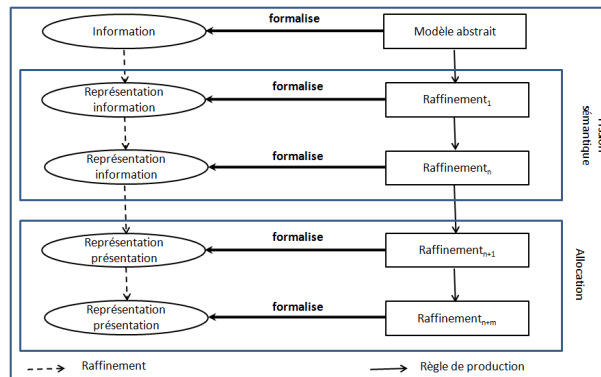 Information
formalise
Modèle abstrait
Représentation
information
formalise
Raffinement₁
Représentation
information
formalise
Raffinementₙ
sémantique
Représentation
présentation
formalise
Raffinementₙ₊₁
Représentation
présentation
formalise
Raffinementₙ₊ₘ
Allocation
Raffinement
Règle de production